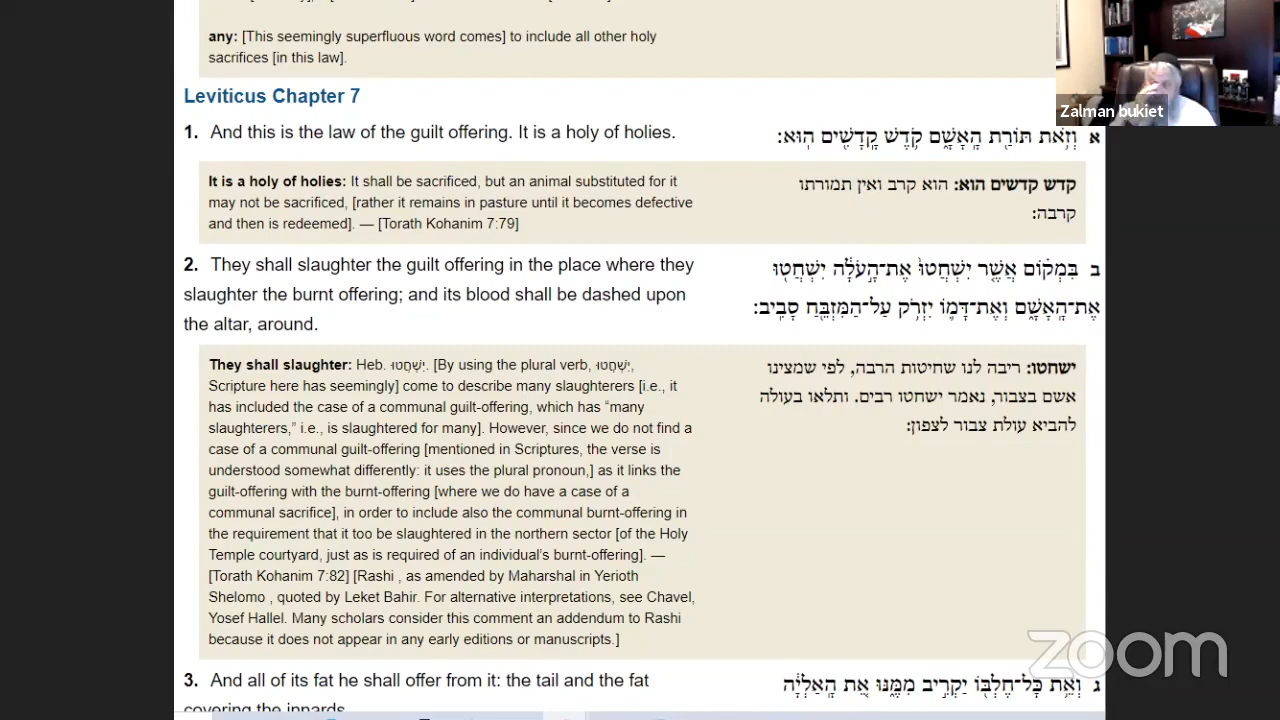 any: [This seemingly superfluous word comes] to include all other holy
sacrifices [in this law].
Leviticus Chapter 7
1. And this is the law of the guilt offering. It is a holy of holies.
א וְזֹ֥את תּוֹרַ֖ת הָֽאָשָׁ֑ם קֹ֥דֶשׁ קָֽדָשִׁ֖ים הֽוּא:
It is a holy of holies: It shall be sacrificed, but an animal substituted for it
may not be sacrificed, [rather it remains in pasture until it becomes defective
and then is redeemed]. — [Torath Kohanim 7:79]
קדש קדשים הוא: הוא קרב ואין תמורתו
קרבה:
2. They shall slaughter the guilt offering in the place where they
slaughter the burnt offering; and its blood shall be dashed upon
the altar, around.
ב בִּמְק֗וֹם אֲשֶׁ֤ר יִשְׁחֲטוּ֙ אֶת־הָ֣עֹלָ֔ה יִשְׁחֲט֖וּ
אֶת־הָֽאָשָׁ֑ם וְאֶת־דָּמ֛וֹ יִזְרֹ֥ק עַל־הַמִּזְבֵּ֖חַ סָבִֽיב:
They shall slaughter: Heb. יִשְׁחֲטוּ. [By using the plural verb, יִשְׁחֲטוּ,
Scripture here has seemingly] come to describe many slaughterers [i.e., it
has included the case of a communal guilt-offering, which has “many
slaughterers,” i.e., is slaughtered for many]. However, since we do not find a
case of a communal guilt-offering [mentioned in Scriptures, the verse is
understood somewhat differently: it uses the plural pronoun,] as it links the
guilt-offering with the burnt-offering [where we do have a case of a
communal sacrifice], in order to include also the communal burnt-offering in
the requirement that it too be slaughtered in the northern sector [of the Holy
Temple courtyard, just as is required of an individual’s burnt-offering]. —
[Torath Kohanim 7:82] [Rashi , as amended by Maharshal in Yerioth
Shelomo , quoted by Leket Bahir. For alternative interpretations, see Chavel,
Yosef Hallel. Many scholars consider this comment an addendum to Rashi
because it does not appear in any early editions or manuscripts.]
ישחטו: ריבה לנו שחיטות הרבה, לפי שמצינו
אשם בצבור, נאמר ישחטו רבים. ותלאו בעולה
להביא עולת צבור לצפון:
3. And all of its fat he shall offer from it: the tail and the fat
covering the innards
ג וְאֵ֥ת כָּל־חֶלְבּ֖וֹ יַקְרִ֣יב מִמֶּ֑נּוּ אֵ֚ת הָֽאַלְיָ֔ה
Zalman bukiet
zoom